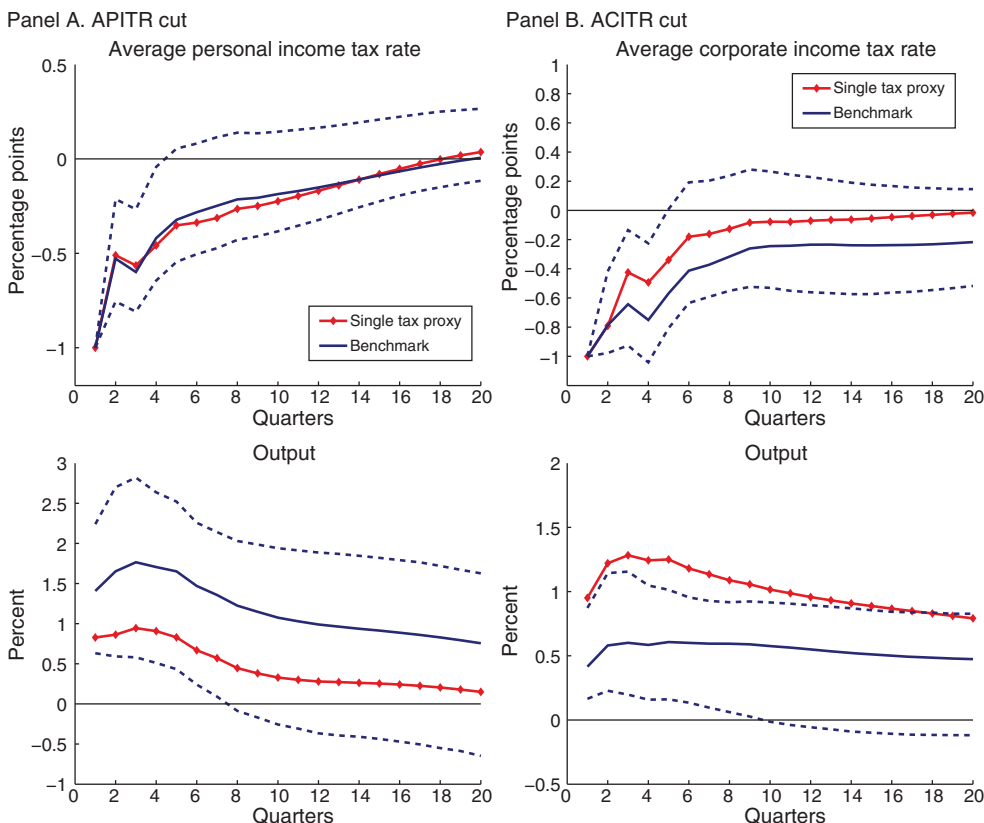 Panel A. APITR cut
Average personal income tax rate
Percentage points
0.5
0
−0.5
−1
Single tax proxy
Benchmark
0 2 4 6 8 10 12 14 16 18 20
Quarters
Panel B. ACITR cut
Average corporate income tax rate
Percentage points
1
0.8
0.6
0.4
0.2
0
−0.2
−0.4
−0.6
−0.8
−1
Single tax proxy
Benchmark
0 2 4 6 8 10 12 14 16 18 20
Quarters
Output
Percent
3
2.5
2
1.5
1
0.5
0
−0.5
−1
0 2 4 6 8 10 12 14 16 18 20
Quarters
Output
Percent
2
1.5
1
0.5
0
−0.5
0 2 4 6 8 10 12 14 16 18 20
Quarters